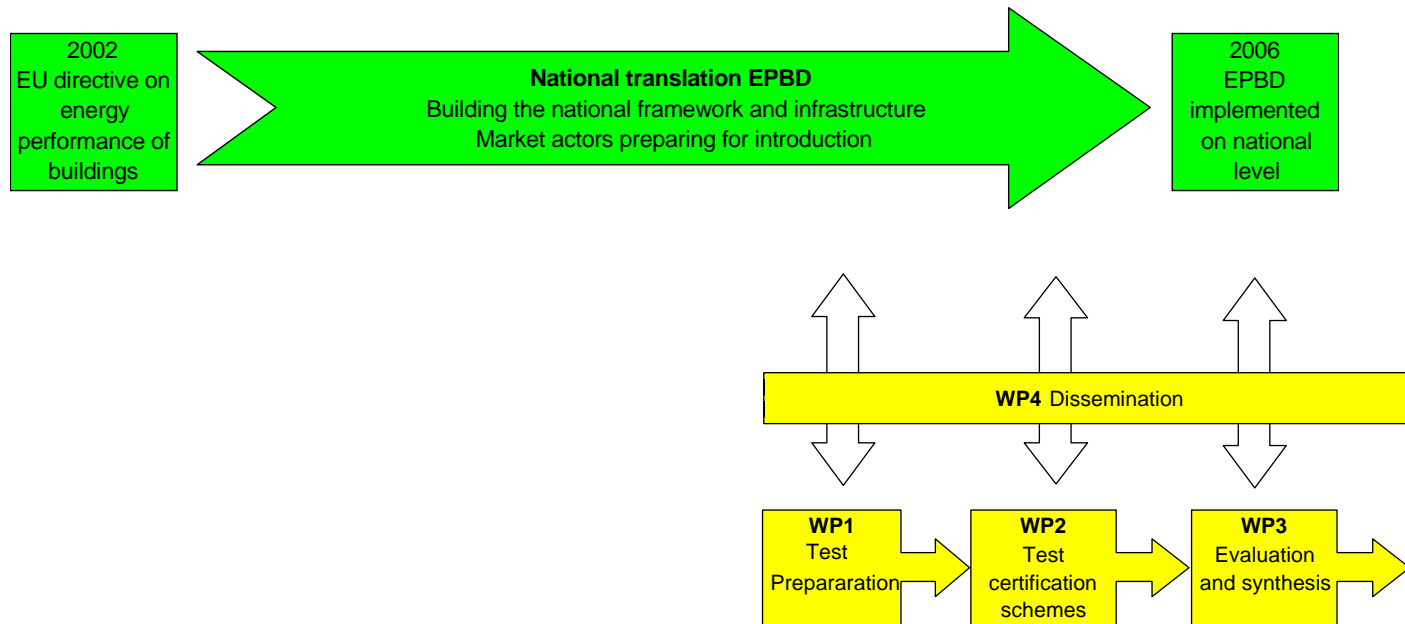 2002
EU directive on
energy
performance of
buildings
National translation EPBD
Building the national framework and infrastructure
Market actors preparing for introduction
2006
EPBD
implemented
on national
level
WP4 Dissemination
WP1
Test
Prepararation
WP2
Test
certification
schemes
WP3
Evaluation
and synthesis